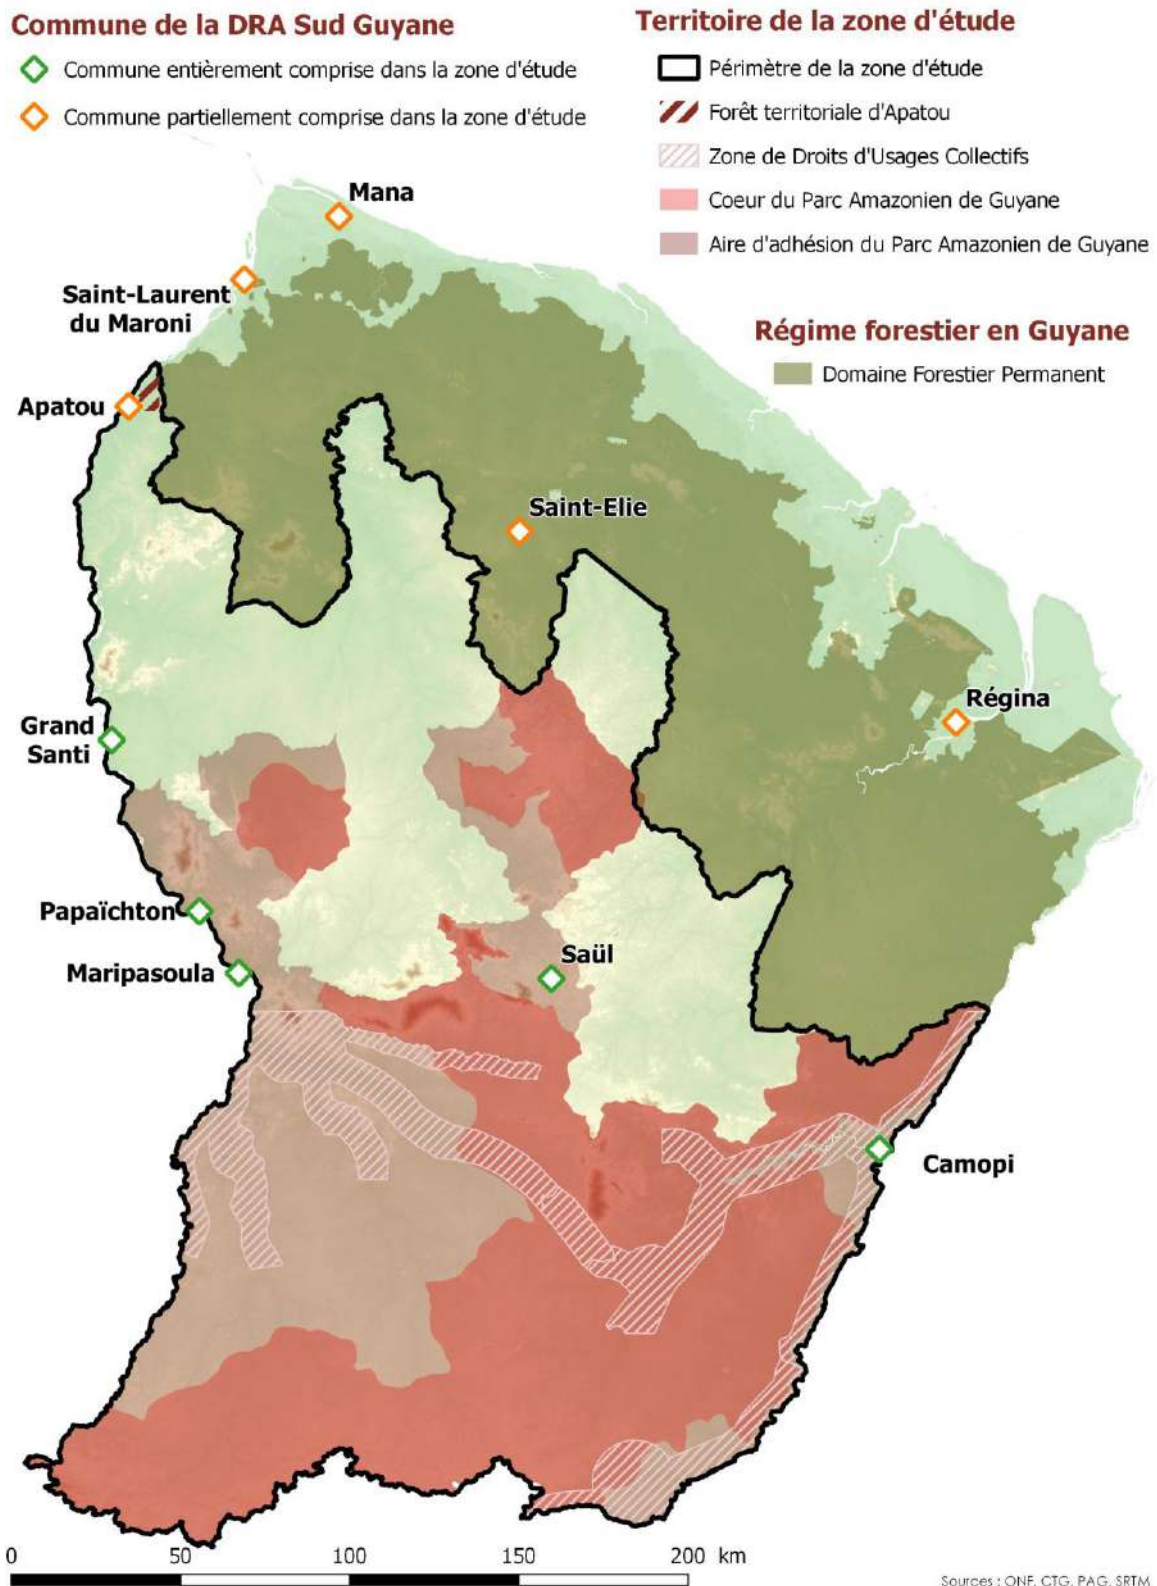 Commune de la DRA Sud Guyane
Commune entièrement comprise dans la zone d'étude
Commune partiellement comprise dans la zone d'étude
Territoire de la zone d'étude
Périmètre de la zone d'étude
Forêt territoriale d'Apatou
Zone de Droits d'Usages Collectifs
Coeur du Parc Amazonien de Guyane
Aire d'adhésion du Parc Amazonien de Guyane
Régime forestier en Guyane
Domaine Forestier Permanent
Mana
Saint-Laurent
du Maroni
Apatou
Saint-Elie
Régina
Grand
Santi
Papaïchton
Maripasoula
Saül
Camopi
0 50 100 150 200 km
Sources : ONF, CTG, PAG, SRTM